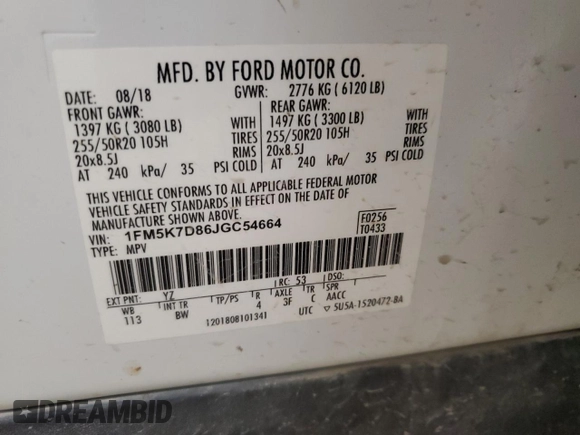 MFD. BY FORD MOTOR CO.
DATE: 08/18 GVWR: 2776 KG ( 6120 LB)
FRONT GAWR: REAR GAWR:
1397 KG ( 3080 LB) WITH 1497 KG ( 3300 LB) WITH
255/50R20 105H TIRES 255/50R20 105H TIRES
20x8.5J RIMS 20x8.5J RIMS
AT 240 kPa/ 35 PSI COLD AT 240 kPa/ 35 PSI COLD
THIS VEHICLE CONFORMS TO ALL APPLICABLE FEDERAL MOTOR
VEHICLE SAFETY STANDARDS IN EFFECT ON THE DATE OF
MANUFACTURE SHOWN ABOVE.
VIN: 1FM5K7D86JGC54664 F0256
TYPE: MPV T0433
EXT PNT: YZ RC: 53 DSO:
WB INT TR TP/PS R AXLE TR SPR
113 BW 4 3F C AACC
1201808101341 UTC ▽ 5U5A-1520472-BA
DREAMBID